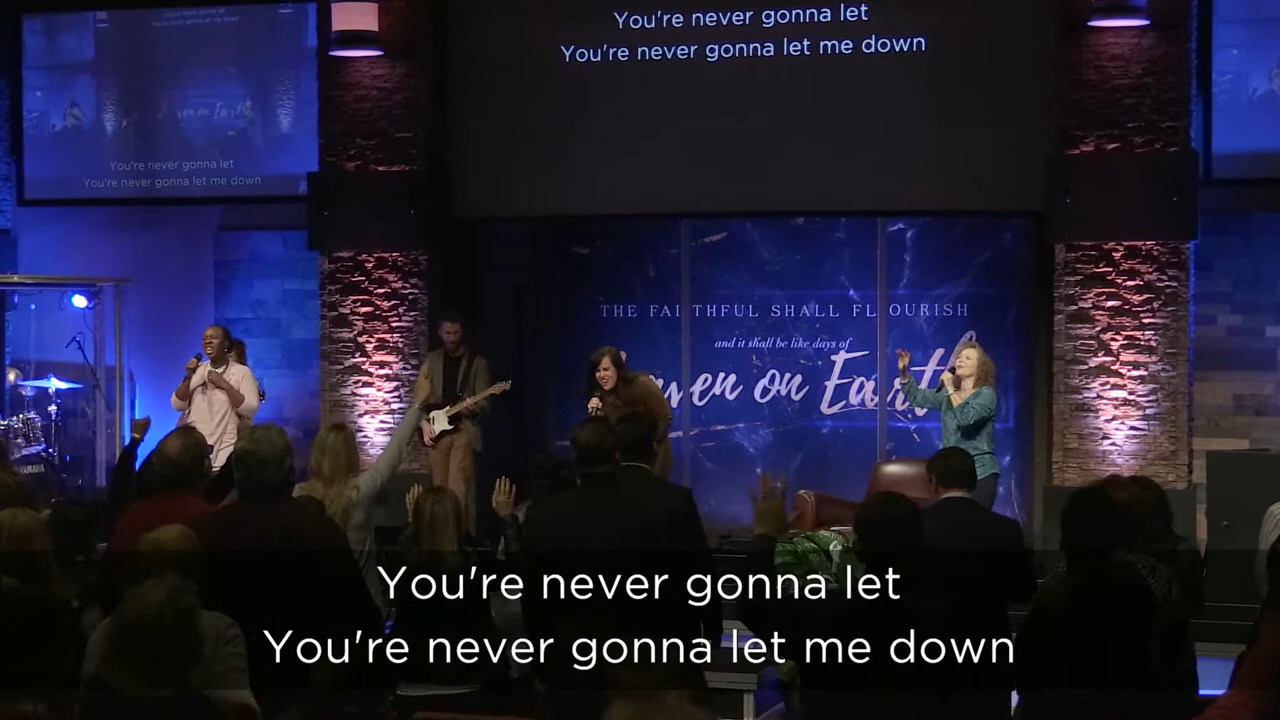 You're never gonna let
You're never gonna let me down
You're never gonna let
You're never gonna let me down
THE FAITHFUL SHALL FLOURISH
and it shall be like days of
en on Earth
YAMAHA
You're never gonna let
You're never gonna let me down